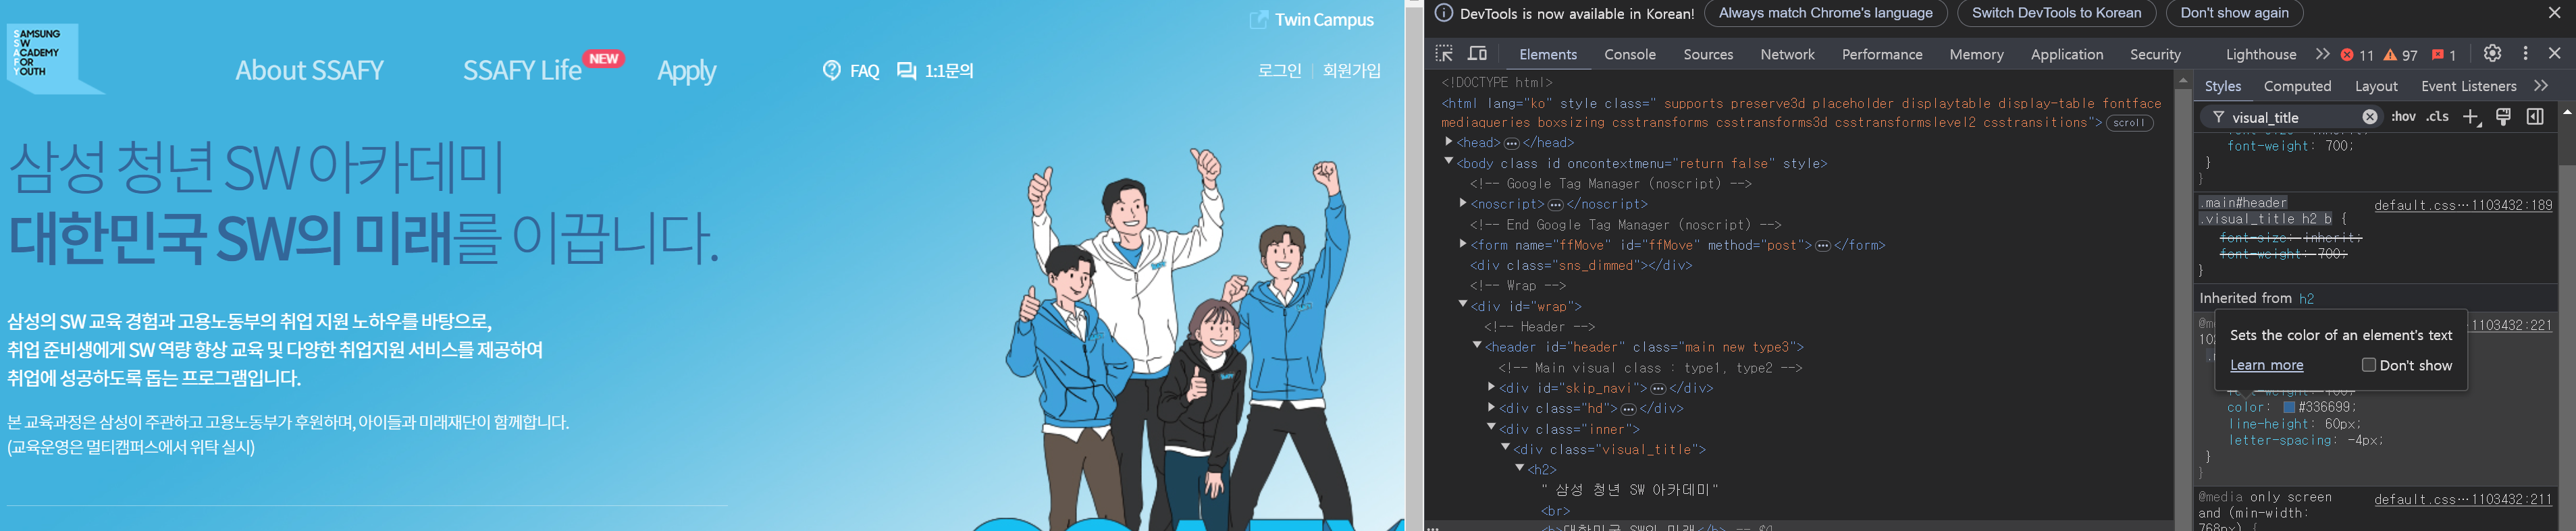 Twin Campus
SAMSUNG
SW
ACADEMY
FOR
YOUTH
About SSAFY
SSAFY Life
NEW
Apply
FAQ
1:1문의
로그인 | 회원가입
삼성 청년 SW 아카데미
대한민국 SW의 미래를 이끕니다.
삼성의 SW 교육 경험과 고용노동부의 취업 지원 노하우를 바탕으로,
취업 준비생에게 SW 역량 향상 교육 및 다양한 취업지원 서비스를 제공하여
취업에 성공하도록 돕는 프로그램입니다.
본 교육과정은 삼성이 주관하고 고용노동부가 후원하며, 아이들과 미래재단이 함께합니다.
(교육운영은 멀티캠퍼스에서 위탁 실시)
DevTools is now available in Korean!
Always match Chrome's language
Switch DevTools to Korean
Don't show again
Elements
Console
Sources
Network
Performance
Memory
Application
Security
Lighthouse
11
97
1
<!DOCTYPE html>
<html lang="ko" style class=" supports preserve3d placeholder displaytable display-table fontface
mediaqueries boxsizing csstransforms csstransforms3d csstransformslevel2 csstransitions"> scroll
<head> ⋯ </head>
<body class id oncontextmenu="return false" style>
<!-- Google Tag Manager (noscript) -->
<noscript> ⋯ </noscript>
<!-- End Google Tag Manager (noscript) -->
<form name="ffMove" id="ffMove" method="post"> ⋯ </form>
<div class="sns_dimmed"></div>
<!-- Wrap -->
<div id="wrap">
<!-- Header -->
<header id="header" class="main new type3">
<!-- Main visual class : type1, type2 -->
<div id="skip_navi"> ⋯ </div>
<div class="hd"> ⋯ </div>
<div class="inner">
<div class="visual_title">
<h2>
" 삼성 청년 SW 아카데미"
<br>
<b>대한민국 SW의 미래</b> == $0
Styles
Computed
Layout
Event Listeners
visual_title
:hov
.cls
font-size: inherit;
font-weight: 700;
}
}
.main#header
default.css…1103432:189
.visual_title h2 b {
font-size: inherit;
font-weight: 700;
}
Inherited from h2
1103432:221
Sets the color of an element's text
Learn more
Don't show
color: #336699;
line-height: 60px;
letter-spacing: -4px;
}
}
@media only screen
default.css…1103432:211
and (min-width:
768px) {